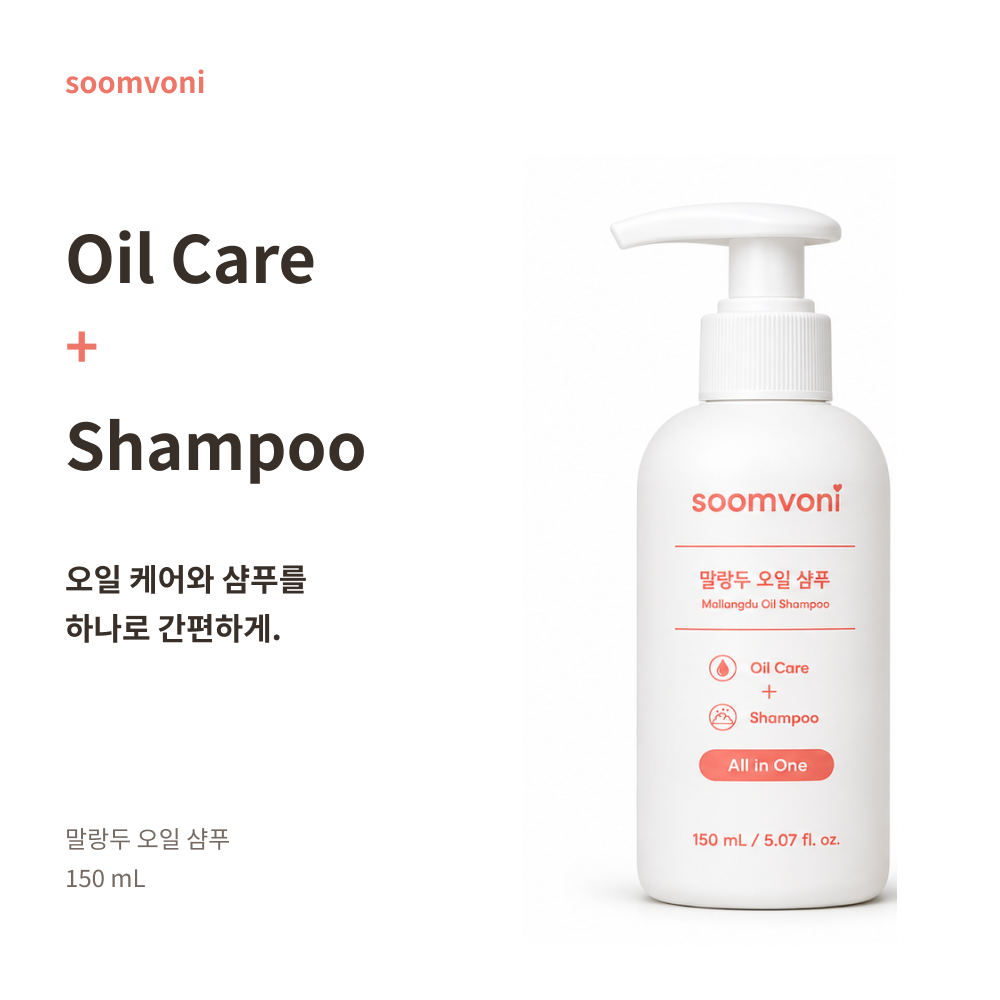 soomvoni
Oil Care
+
Shampoo
오일 케어와 샴푸를
하나로 간편하게.
말랑두 오일 샴푸
150 mL
soomvoni
말랑두 오일 샴푸
Mallangdu Oil Shampoo
Oil Care
+
Shampoo
All in One
150 mL / 5.07 fl. oz.